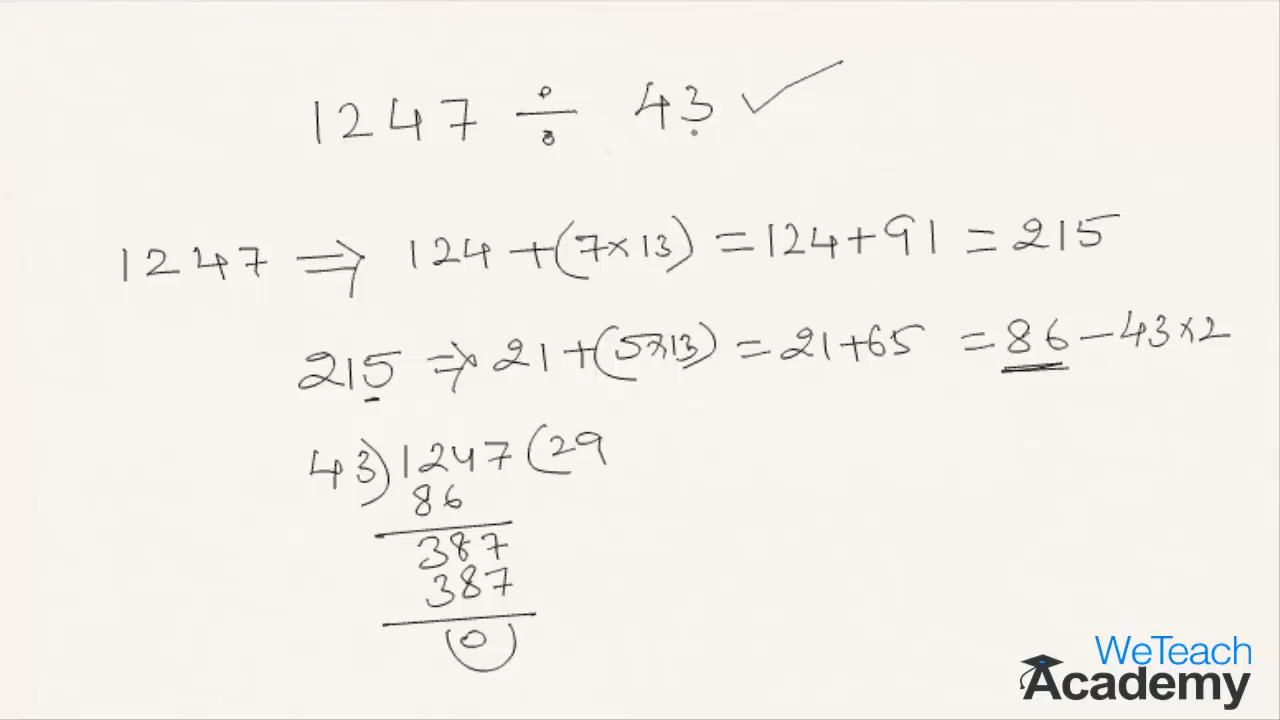 1247 ÷ 43 ✓
1247 ⇒ 124 + (7×13) = 124 + 91 = 215
215 ⇒ 21 + (5×13) = 21 + 65 = 86 - 43×2
43) 1247 (29
86
387
387
0
WeTeach
Academy